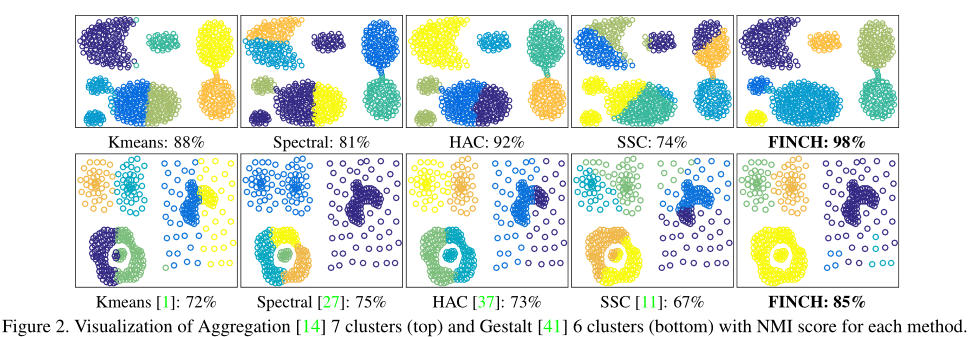 Kmeans: 88% Spectral: 81% HAC: 92% SSC: 74% FINCH: 98%
Kmeans [1]: 72% Spectral [27]: 75% HAC [37]: 73% SSC [11]: 67% FINCH: 85%
Figure 2. Visualization of Aggregation [14] 7 clusters (top) and Gestalt [41] 6 clusters (bottom) with NMI score for each method.